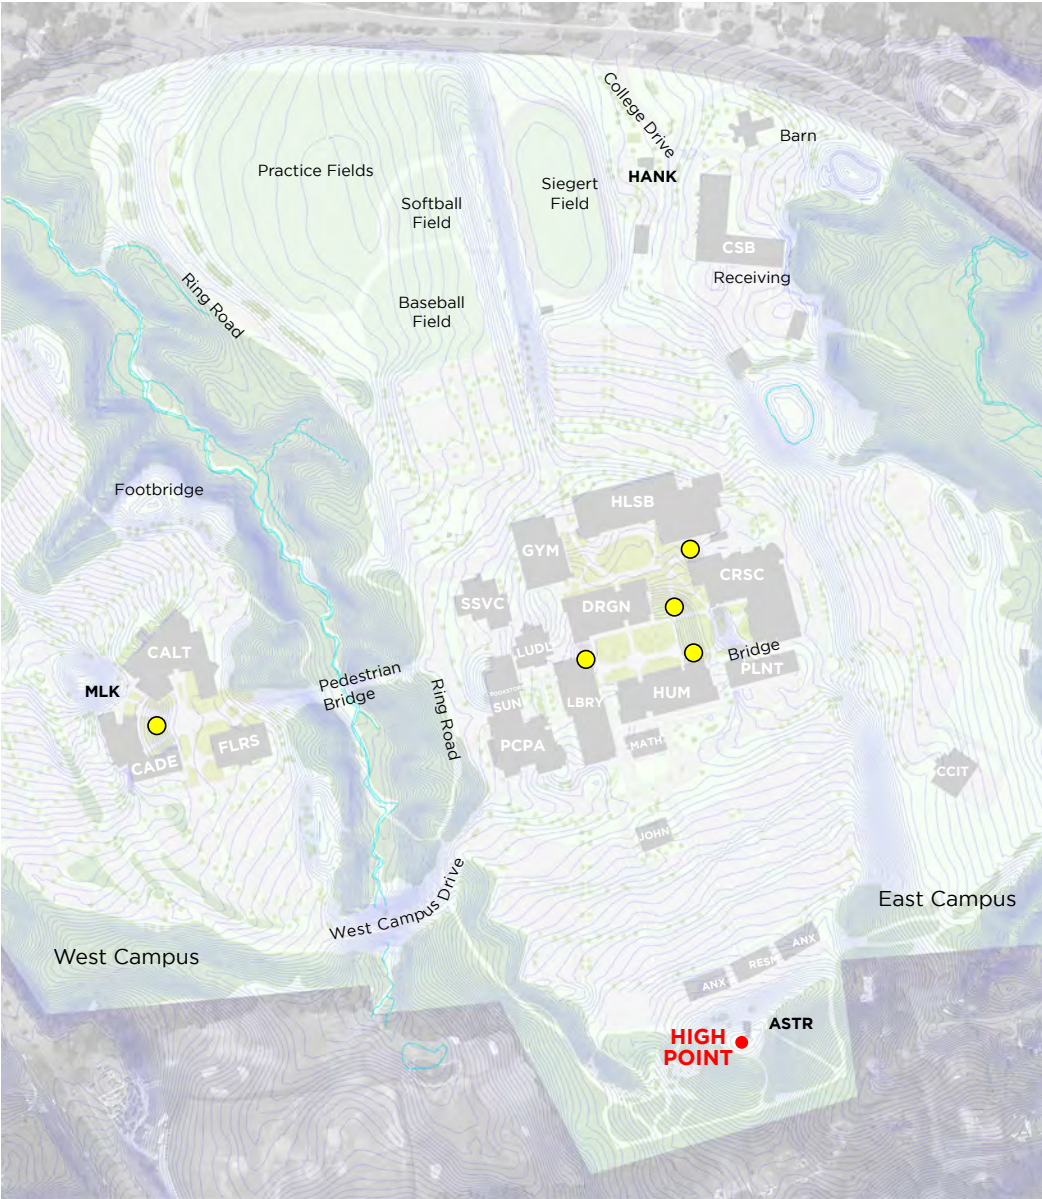 College Drive
Barn
Practice Fields
HANK
Siegert
Field
Softball
Field
CSB
Receiving
Ring Road
Baseball
Field
Footbridge
HLSB
GYM
CRSC
SSVC
DRGN
LUDL
Bridge
CALT
PLNT
Pedestrian
Bridge
MLK
BOOKSTORE
SUN
LBRY
HUM
Ring Road
FLRS
PCPA
MATH
CADE
CCIT
JOHN
West Campus Drive
East Campus
ANX
West Campus
RESM
ANX
ASTR
HIGH
POINT